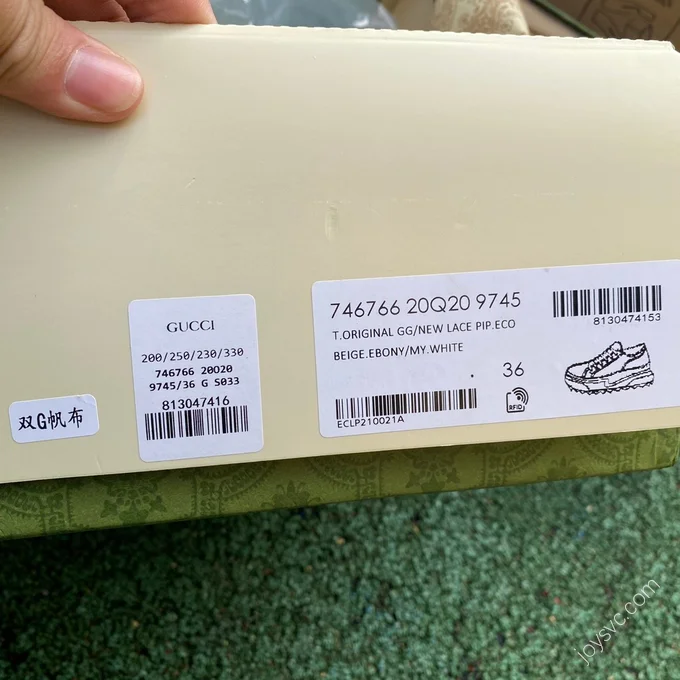 双G帆布
GUCCI
200/250/230/330
746766 20Q20
9745/36 G S033
813047416
746766 20Q20 9745
T.ORIGINAL GG/NEW LACE PIP.ECO
BEIGE.EBONY/MY.WHITE
8130474153
36
RFID
ECLP210021A
joysvc.com